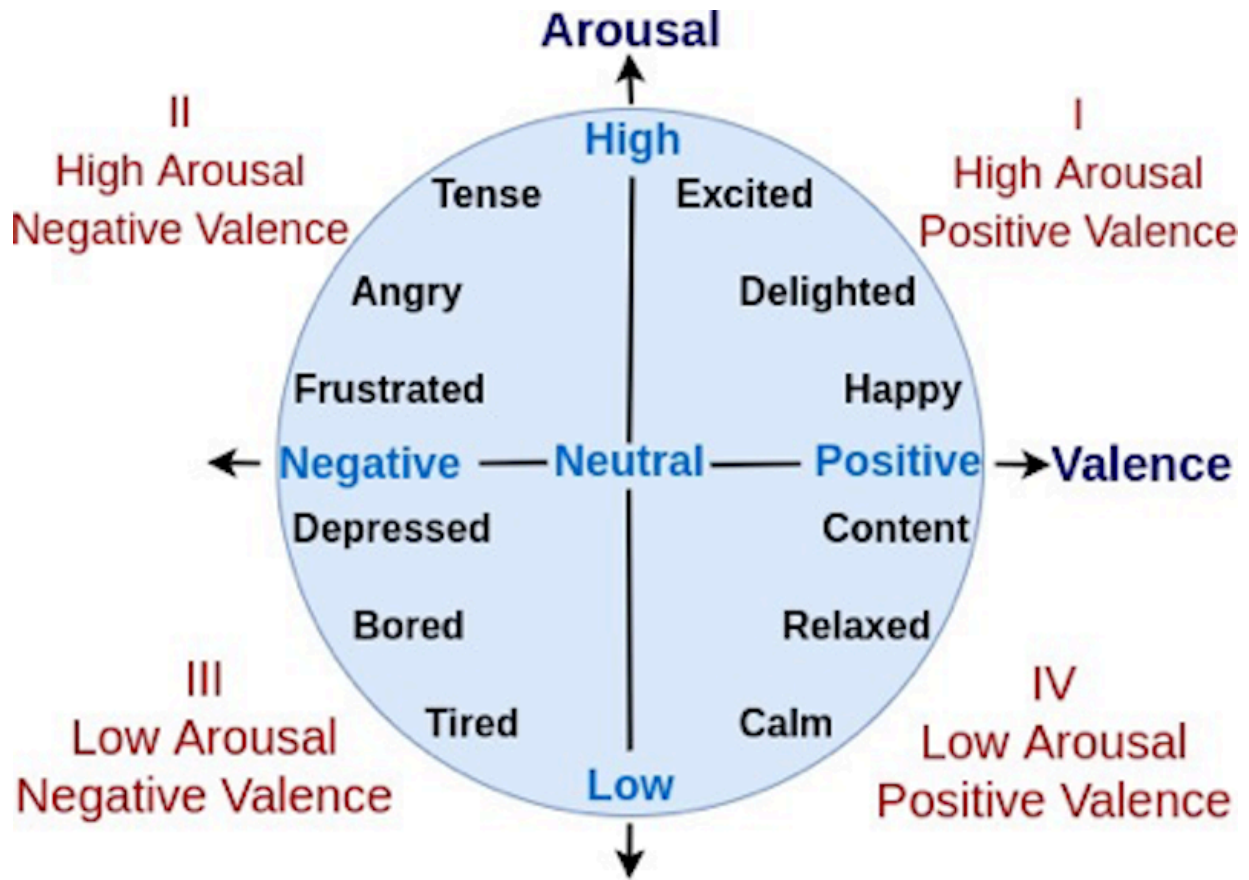 Arousal
II
High Arousal
Negative Valence
I
High Arousal
Positive Valence
High
Tense
Excited
Angry
Delighted
Frustrated
Happy
Negative
Neutral
Positive
Valence
Depressed
Content
Bored
Relaxed
Tired
Calm
Low
III
Low Arousal
Negative Valence
IV
Low Arousal
Positive Valence